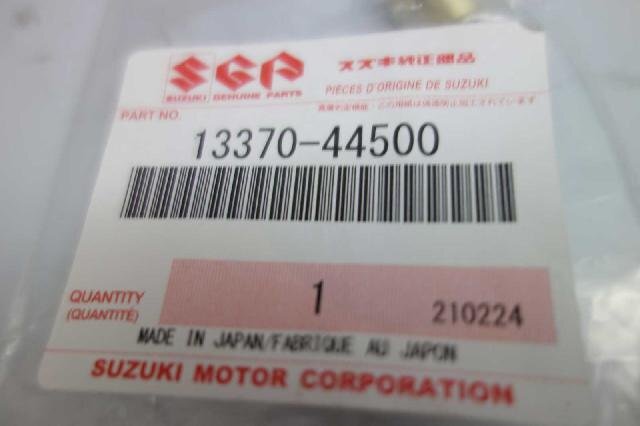 SGP
スズキ純正部品
SUZUKI GENUINE PARTS
PIÈCES D'ORIGINE DE SUZUKI
PART NO.
13370-44500
1
QUANTITY
(QUANTITÉ)
210224
MADE IN JAPAN/FABRIQUE AU JAPON
SUZUKI MOTOR CORPORATION